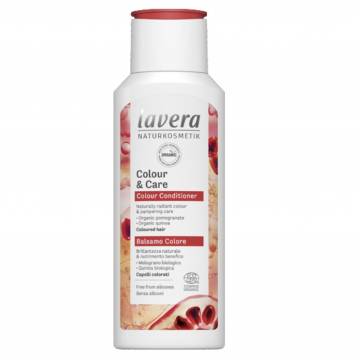 lavera
NATURKOSMETIK
ORGANIC
Colour
& Care
Colour Conditioner
Naturally radiant colour
& pampering care
• Organic pomegranate
• Organic quinoa
Coloured hair
Balsamo Colore
Brillantezza naturale
& nutrimento benefico
• Melograno biologico
• Quinoa biologica
Capelli colorati
Free from silicones
Senza siliconi